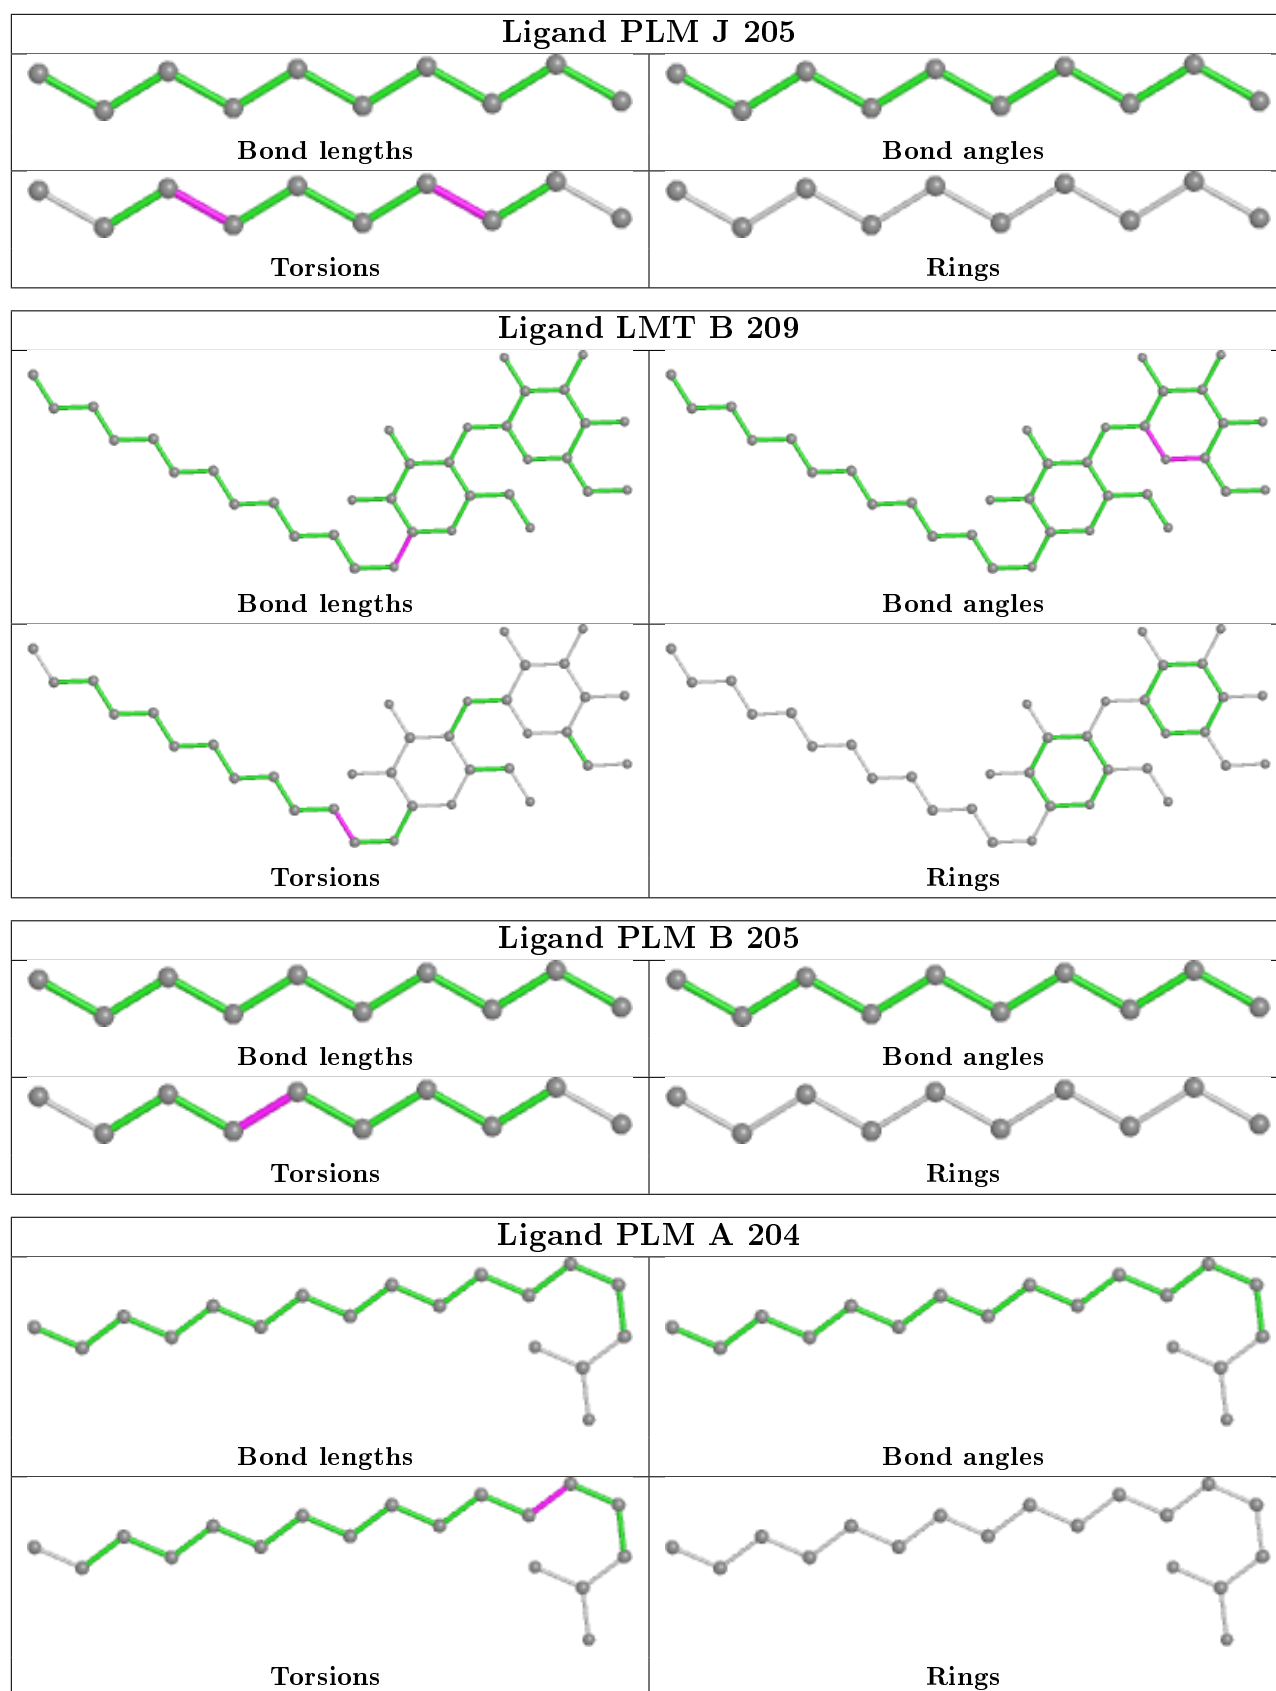 Ligand PLM J 205
Bond lengths
Bond angles
Torsions
Rings
Ligand LMT B 209
Bond lengths
Bond angles
Torsions
Rings
Ligand PLM B 205
Bond lengths
Bond angles
Torsions
Rings
Ligand PLM A 204
Bond lengths
Bond angles
Torsions
Rings